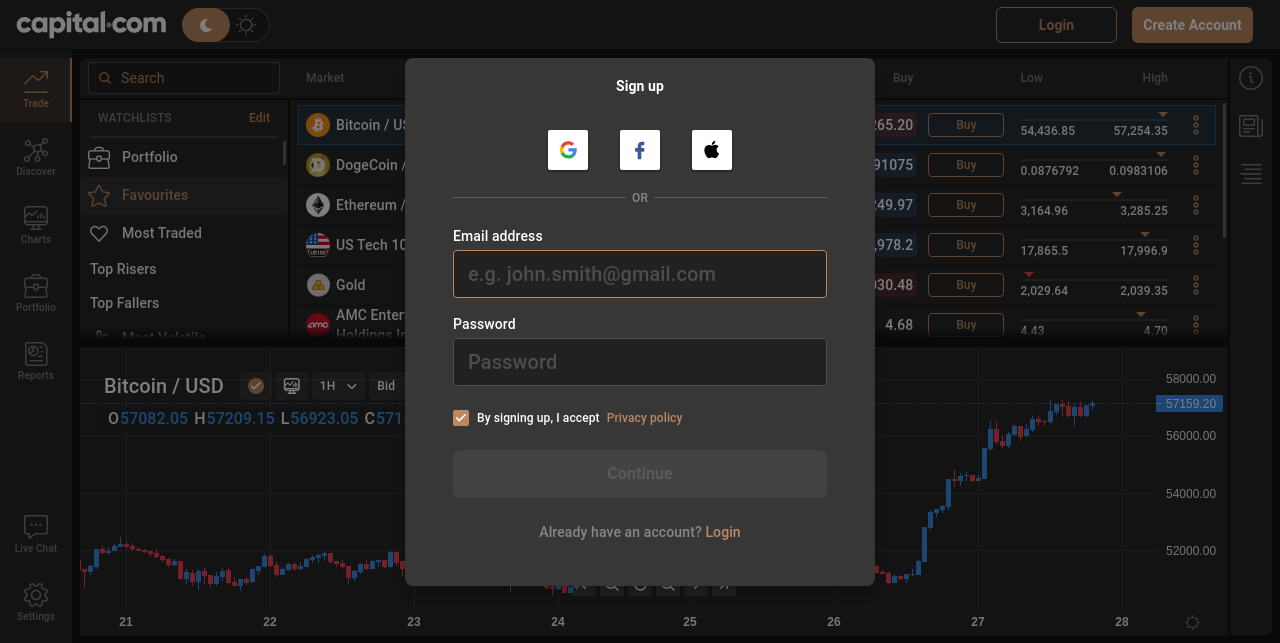 capital.com
Login
Create Account
Trade
Discover
Charts
Portfolio
Reports
Live Chat
Settings
Search
WATCHLISTS Edit
Portfolio
Favourites
Most Traded
Top Risers
Top Fallers
Most Volatile
Market Buy Low High
Bitcoin / US 265.20 Buy 54,436.85 57,254.35
DogeCoin / 91075 Buy 0.0876792 0.0983106
Ethereum / 249.97 Buy 3,164.96 3,285.25
US Tech 10 ,978.2 Buy 17,865.5 17,996.9
Gold 030.48 Buy 2,029.64 2,039.35
AMC Enter
Holdings In 4.68 Buy 4.43 4.70
Sign up
OR
Email address
e.g. john.smith@gmail.com
Password
Password
By signing up, I accept Privacy policy
Continue
Already have an account? Login
Bitcoin / USD 1H Bid
O57082.05 H57209.15 L56923.05 C571
58000.00
57159.20
56000.00
54000.00
52000.00
21 22 23 24 25 26 27 28